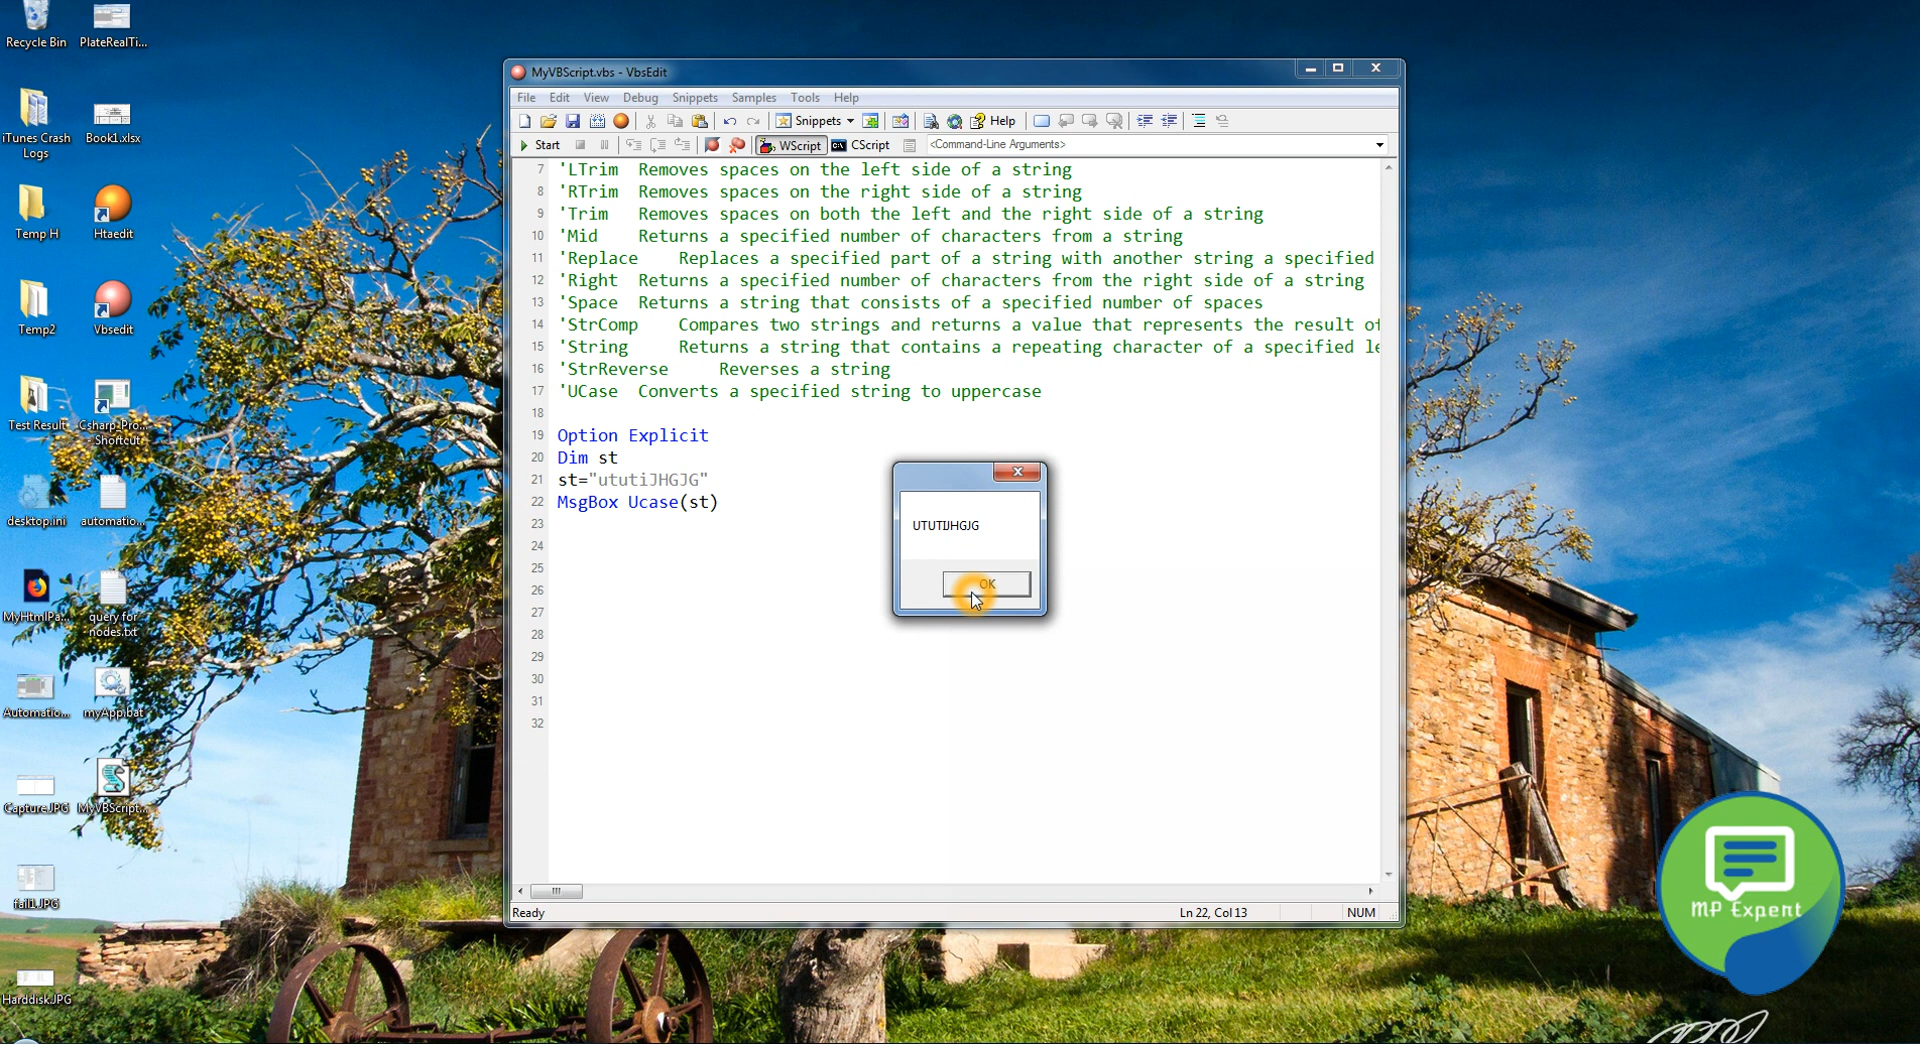 Recycle Bin
PlateRealTi...
iTunes Crash
Logs
Book1.xlsx
Temp H
Htaedit
Temp2
Vbsedit
Test Result
Csharp-Pro...
- Shortcut
desktop.ini
automatio...
MyHtmlPa...
query for
nodes.txt
Automatio...
myApp.bat
Capture.JPG
MyVBScript...
fail1.JPG
Harddisk.JPG
MyVBScript.vbs - VbsEdit
File Edit View Debug Snippets Samples Tools Help
Snippets Help
Start WScript CScript <Command-Line Arguments>
7 'LTrim Removes spaces on the left side of a string
8 'RTrim Removes spaces on the right side of a string
9 'Trim Removes spaces on both the left and the right side of a string
10 'Mid Returns a specified number of characters from a string
11 'Replace Replaces a specified part of a string with another string a specified
12 'Right Returns a specified number of characters from the right side of a string
13 'Space Returns a string that consists of a specified number of spaces
14 'StrComp Compares two strings and returns a value that represents the result of
15 'String Returns a string that contains a repeating character of a specified le
16 'StrReverse Reverses a string
17 'UCase Converts a specified string to uppercase
18
19 Option Explicit
20 Dim st
21 st="ututiJHGJG"
22 MsgBox Ucase(st)
23
24
25
26
27
28
29
30
31
32
UTUTIJHGJG
OK
Ready Ln 22, Col 13 NUM
MP Expert